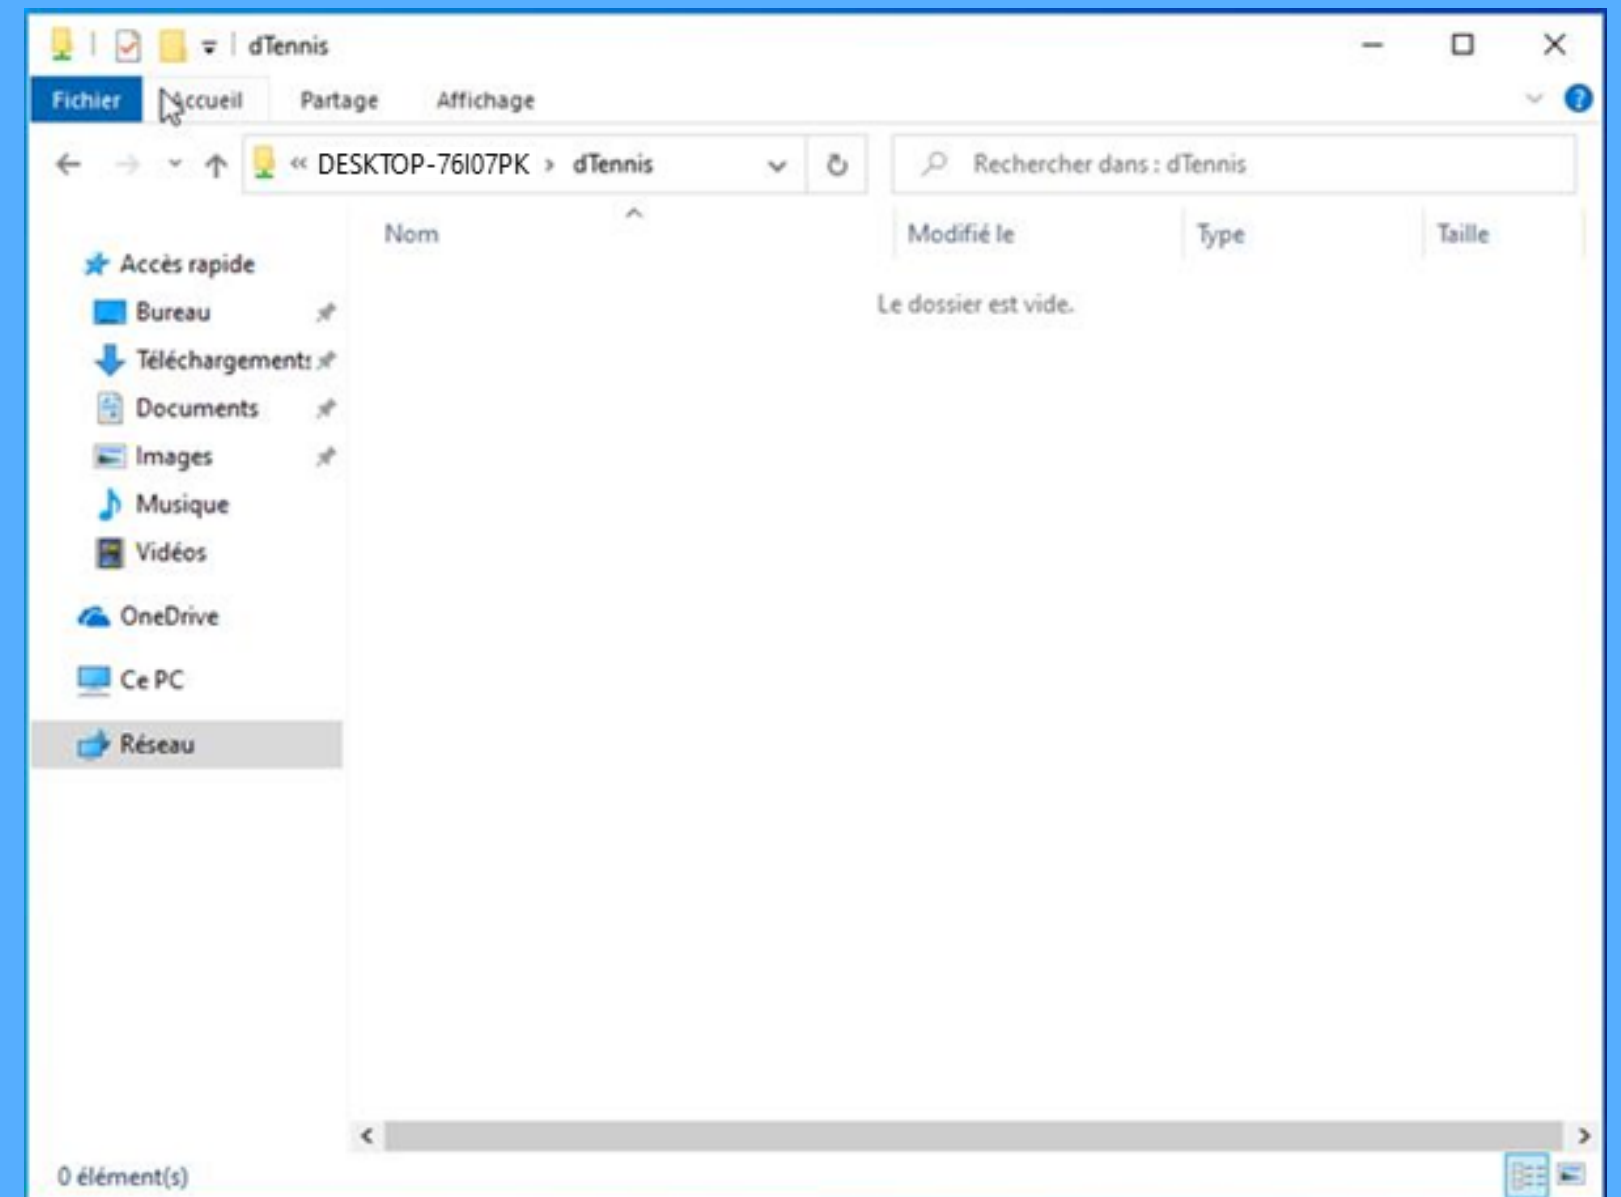 dTennis
Fichier Accueil Partage Affichage
« DESKTOP-76I07PK › dTennis Rechercher dans : dTennis
Nom Modifié le Type Taille
Le dossier est vide.
Accès rapide
Bureau
Téléchargements
Documents
Images
Musique
Vidéos
OneDrive
Ce PC
Réseau
0 élément(s)